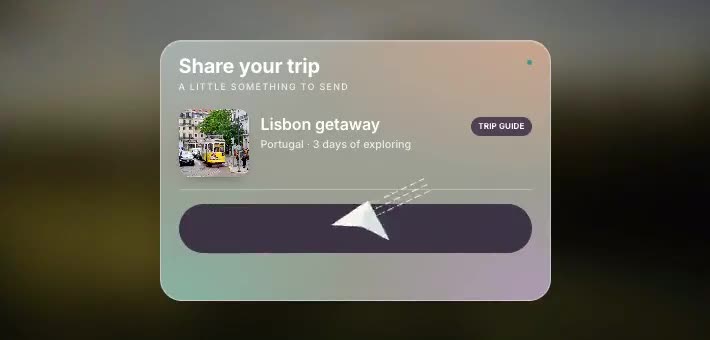 Share your trip
A LITTLE SOMETHING TO SEND
Lisbon getaway
TRIP GUIDE
Portugal · 3 days of exploring